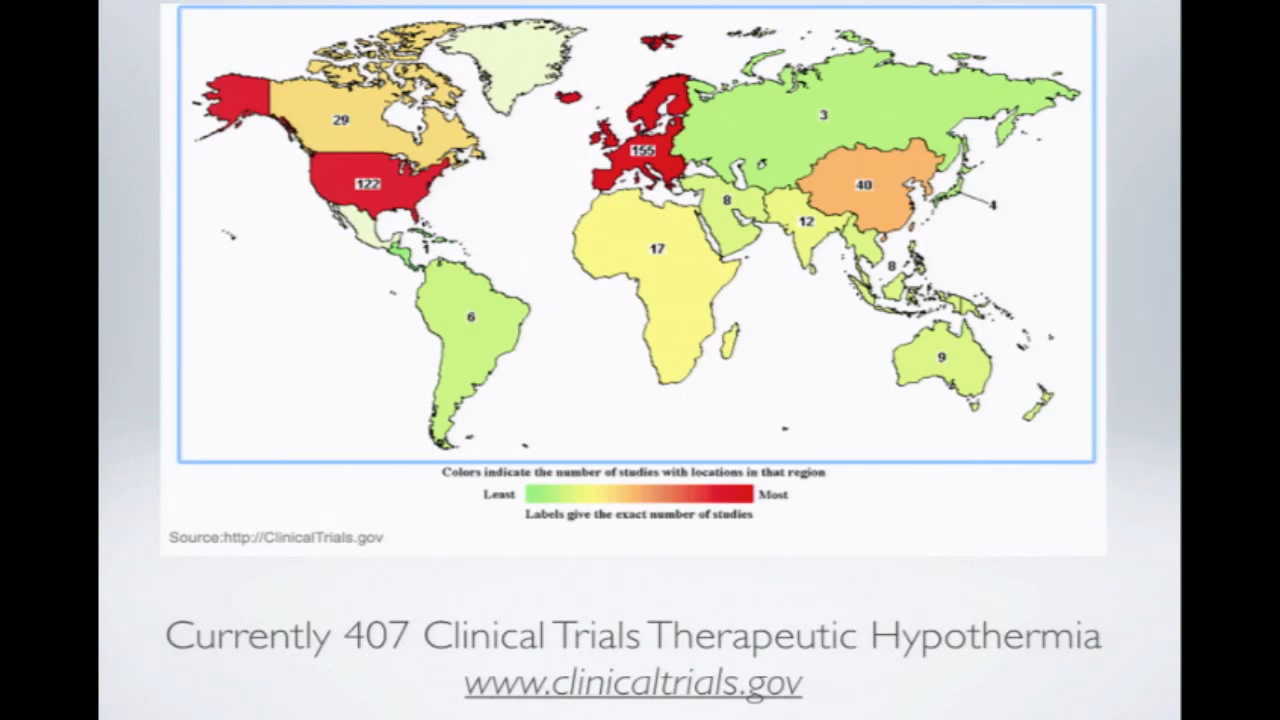 29
3
155
122
40
8
4
12
17
1
8
6
9
Colors indicate the number of studies with locations in that region
Least Most
Labels give the exact number of studies
Source:http://ClinicalTrials.gov
Currently 407 Clinical Trials Therapeutic Hypothermia
www.clinicaltrials.gov